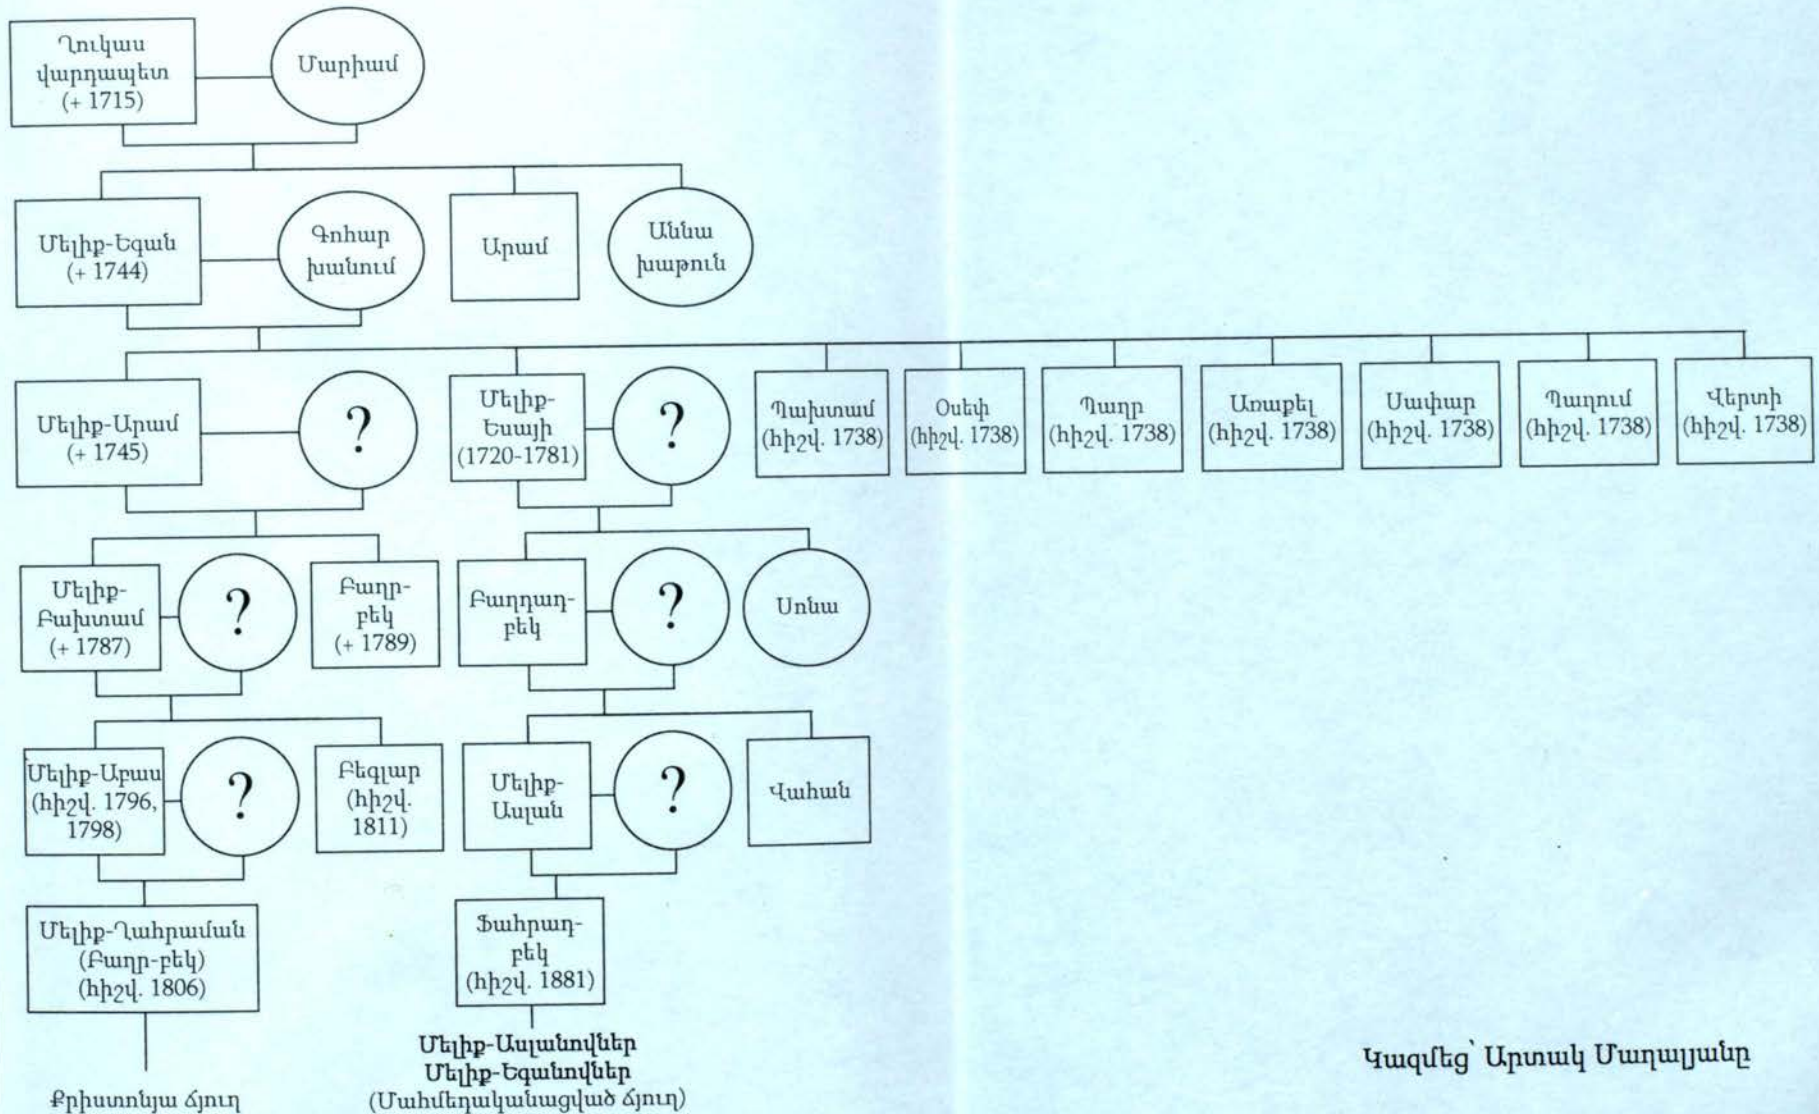 Ղուկաս
վարդապետ
(+ 1715)
Մարիամ
Մելիք-Եգան
(+ 1744)
Գոհար
խանում
Արամ
Աննա
խաթուն
Մելիք-Արամ
(+ 1745)
?
Մելիք-
Եսայի
(1720-1781)
?
Պախտամ
(հիշվ. 1738)
Օսեփ
(հիշվ. 1738)
Պաղր
(հիշվ. 1738)
Առաքել
(հիշվ. 1738)
Սափար
(հիշվ. 1738)
Պաղում
(հիշվ. 1738)
Վերտի
(հիշվ. 1738)
Մելիք-
Բախտամ
(+ 1787)
?
Բաղր-
բեկ
(+ 1789)
Բաղդադ-
բեկ
?
Սոնա
Մելիք-Աբաս
(հիշվ. 1796,
1798)
?
Բեգլար
(հիշվ.
1811)
Մելիք-
Ասլան
?
Վահան
Մելիք-Ղահրաման
(Բաղր-բեկ)
(հիշվ. 1806)
Ֆահրադ-
բեկ
(հիշվ. 1881)
Քրիստոնյա ճյուղ
Մելիք-Ասլանովներ
Մելիք-Եգանովներ
(Մահմեդականացված ճյուղ)
Կազմեց՝ Արտակ Մաղալյանը